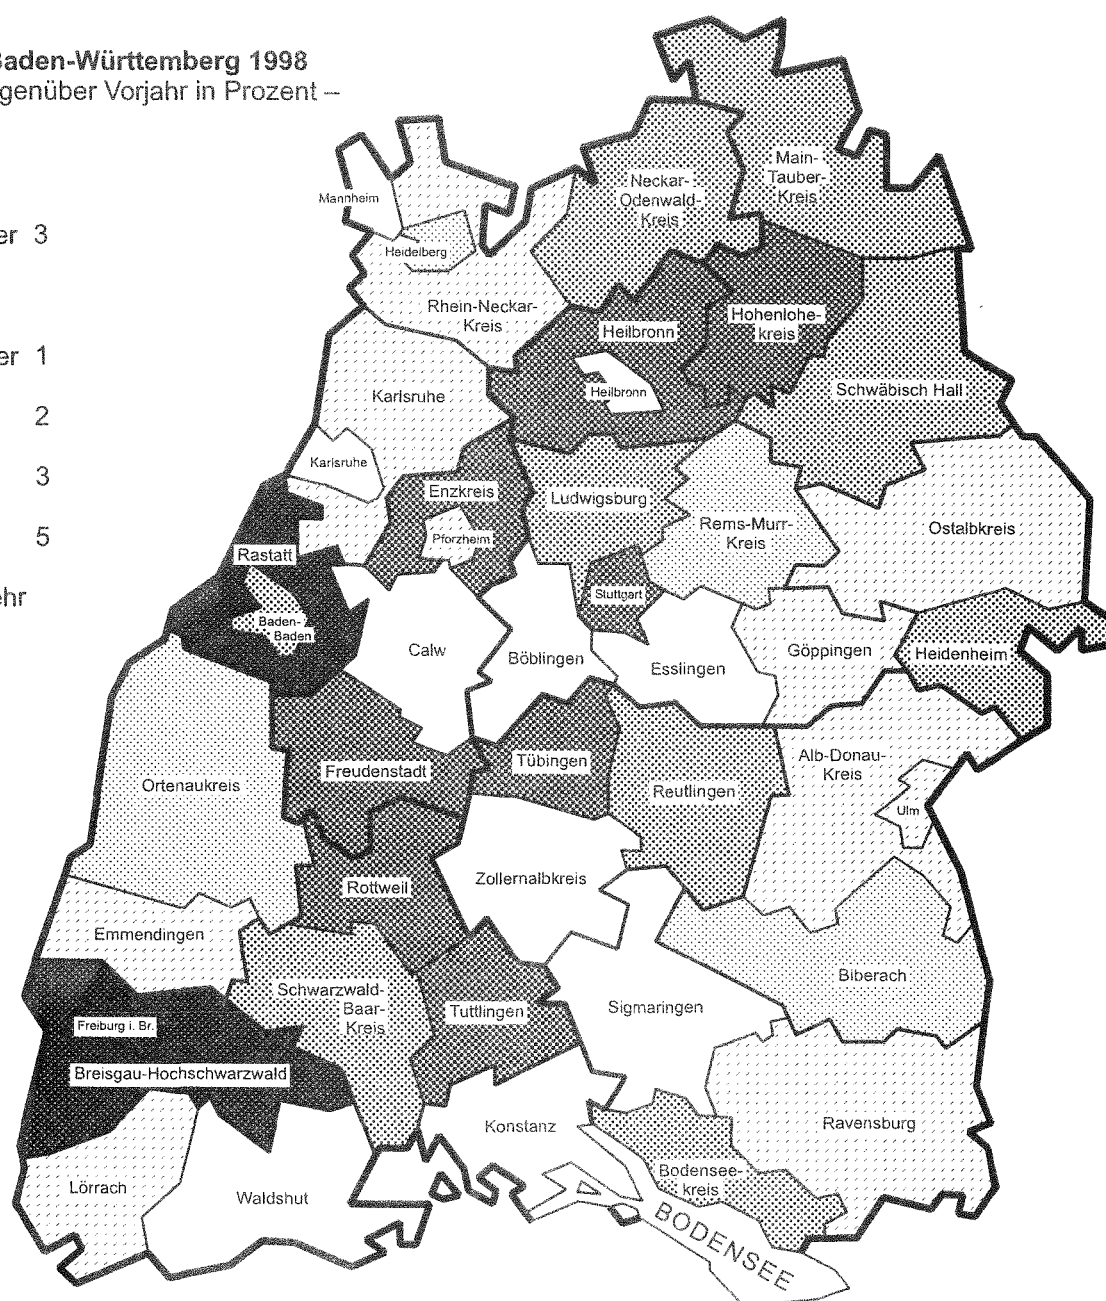 Baden-Württemberg 1998
genüber Vorjahr in Prozent –
er 3
er 1
2
3
5
ehr
Mannheim
Heidelberg
Rhein-Neckar-
Kreis
Neckar-
Odenwald-
Kreis
Main-
Tauber-
Kreis
Heilbronn
Heilbronn
Hohenlohe-
kreis
Schwäbisch Hall
Karlsruhe
Karlsruhe
Enzkreis
Pforzheim
Ludwigsburg
Rems-Murr-
Kreis
Ostalbkreis
Rastatt
Baden-
Baden
Stuttgart
Calw
Böblingen
Esslingen
Göppingen
Heidenheim
Ortenaukreis
Freudenstadt
Tübingen
Reutlingen
Alb-Donau-
Kreis
Ulm
Rottweil
Zollernalbkreis
Emmendingen
Schwarzwald-
Baar-
Kreis
Tuttlingen
Sigmaringen
Biberach
Freiburg i. Br.
Breisgau-Hochschwarzwald
Konstanz
Ravensburg
Lörrach
Waldshut
Bodensee-
kreis
BODENSEE